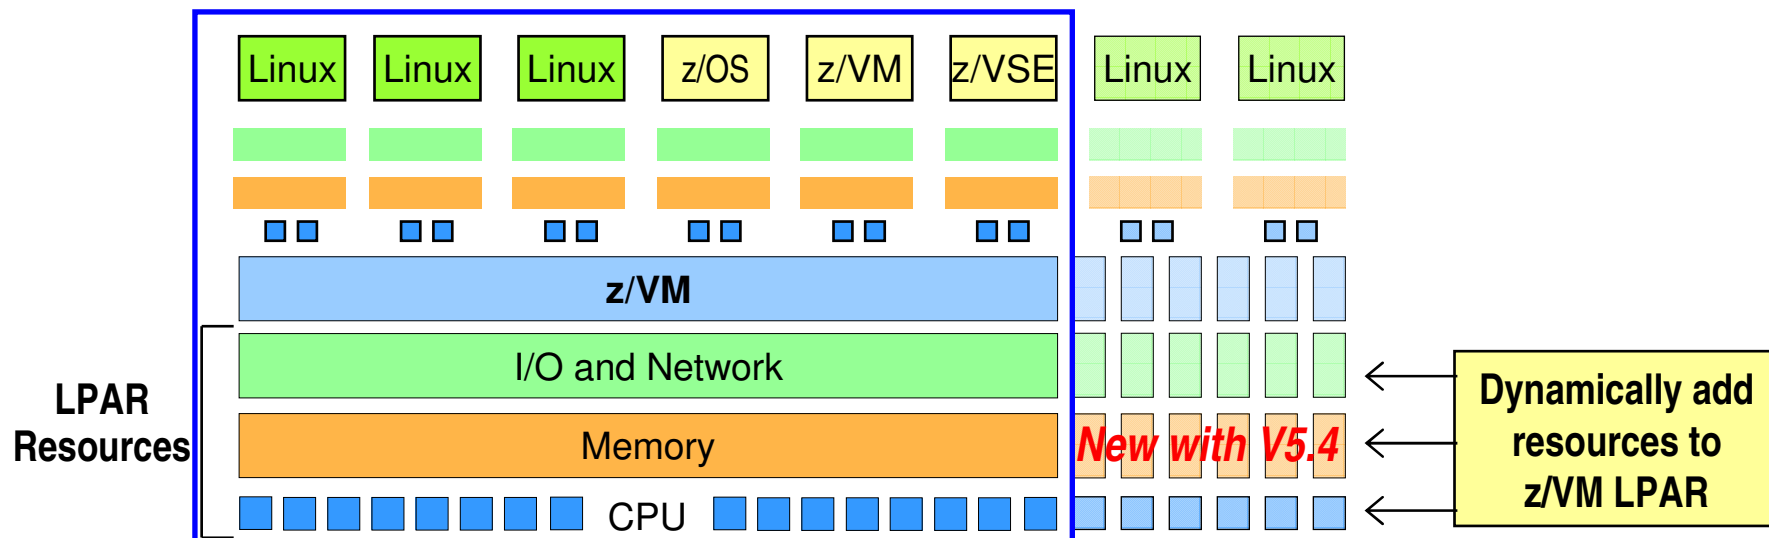 Linux Linux Linux z/OS z/VM z/VSE Linux Linux
z/VM
I/O and Network
LPAR
Resources
Memory
New with V5.4
CPU
Dynamically add
resources to
z/VM LPAR